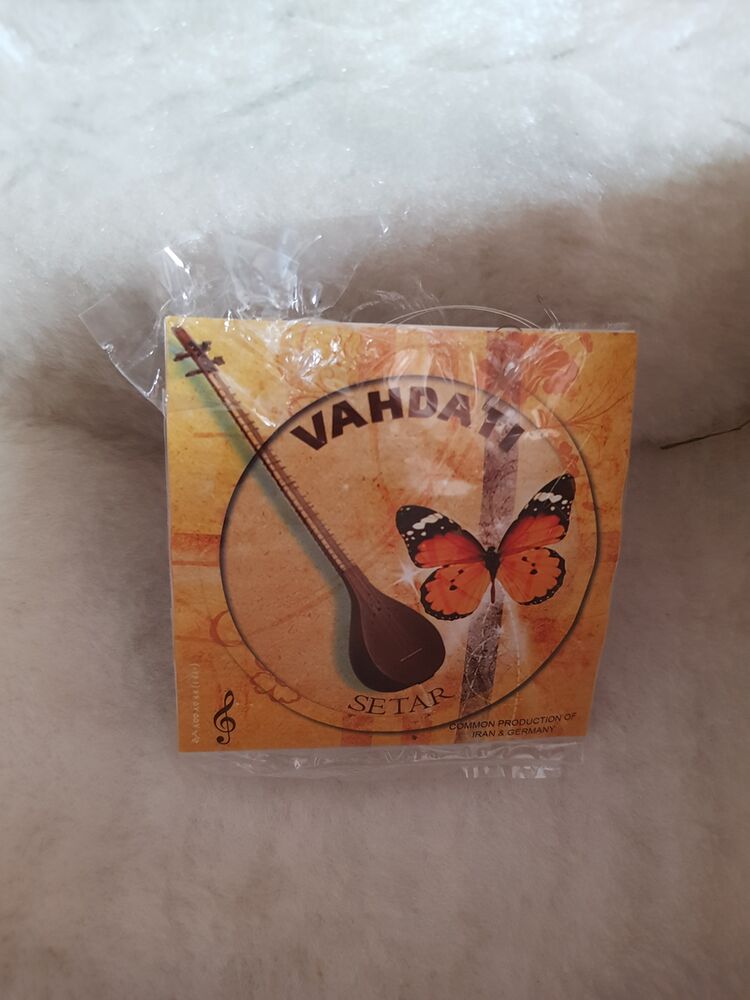 VAHDATI
SETAR
COMMON PRODUCTION OF
IRAN & GERMANY